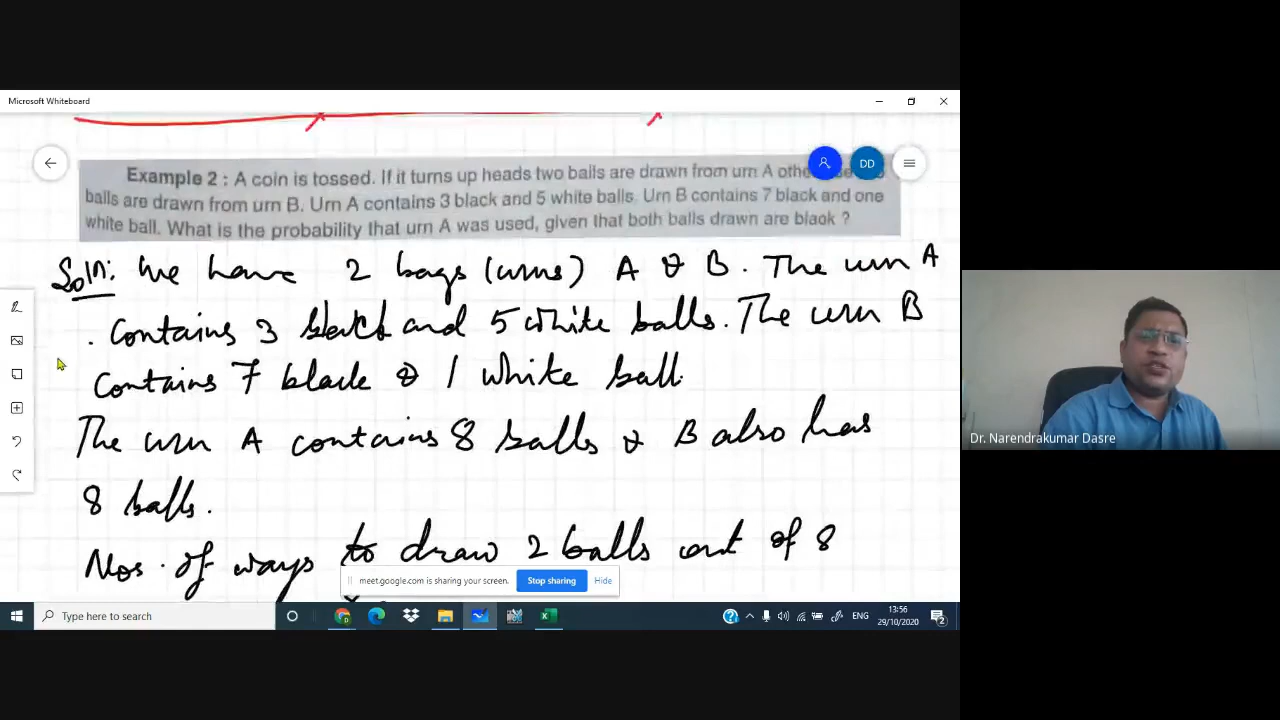 Microsoft Whiteboard
Example 2 : A coin is tossed. If it turns up heads two balls are drawn from urn A
balls are drawn from urn B. Urn A contains 3 black and 5 white balls. Urn B contains 7 black and one
white ball. What is the probability that urn A was used, given that both balls drawn are black ?
DD
Soln: We have 2 bags (urns) A & B. The urn A
. contains 3 black and 5 white balls. The urn B
contains 7 black & 1 white ball.
The urn A contains 8 balls & B also has
8 balls.
Nos. of ways to draw 2 balls out of 8
meet.google.com is sharing your screen. Stop sharing Hide
Dr. Narendrakumar Dasre
Type here to search
ENG
13:56
29/10/2020
2